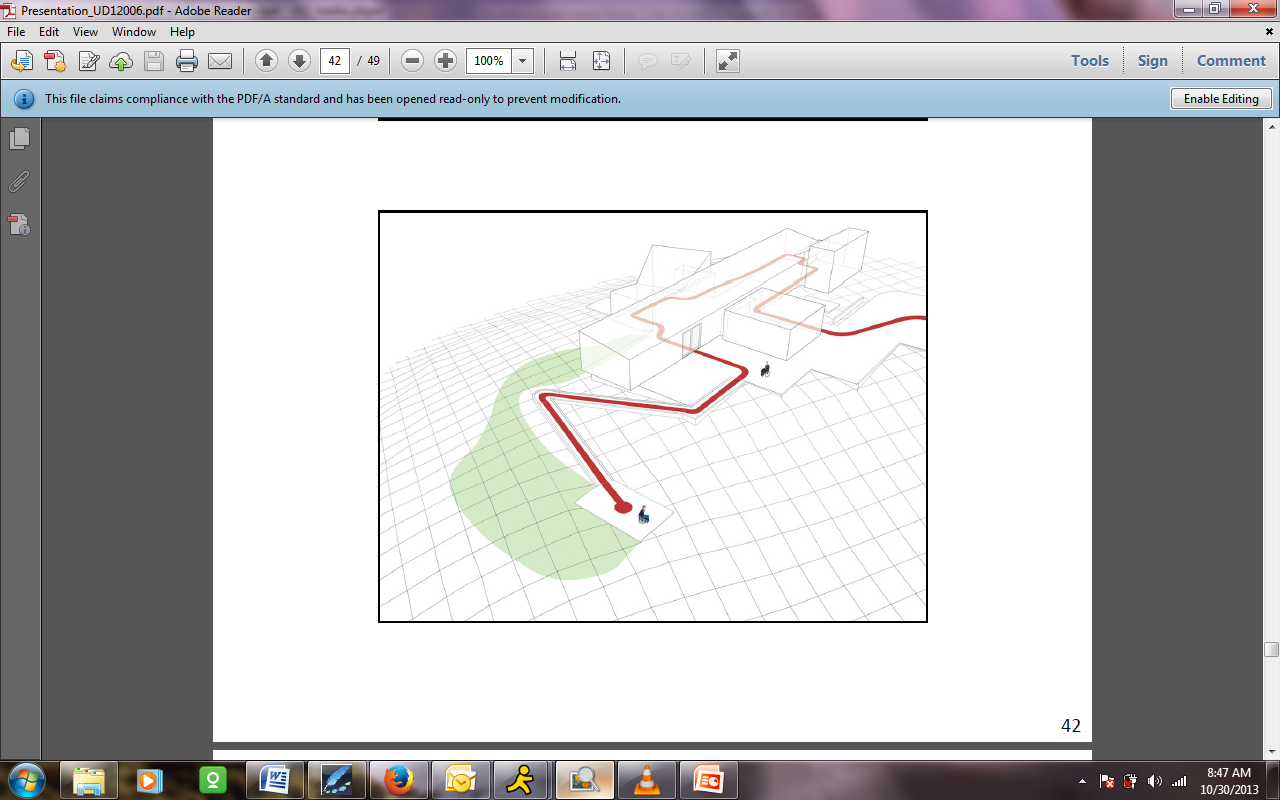 Presentation_UD12006.pdf - Adobe Reader
File Edit View Window Help
42 / 49 100% Tools Sign Comment
This file claims compliance with the PDF/A standard and has been opened read-only to prevent modification. Enable Editing
42
8:47 AM
10/30/2013